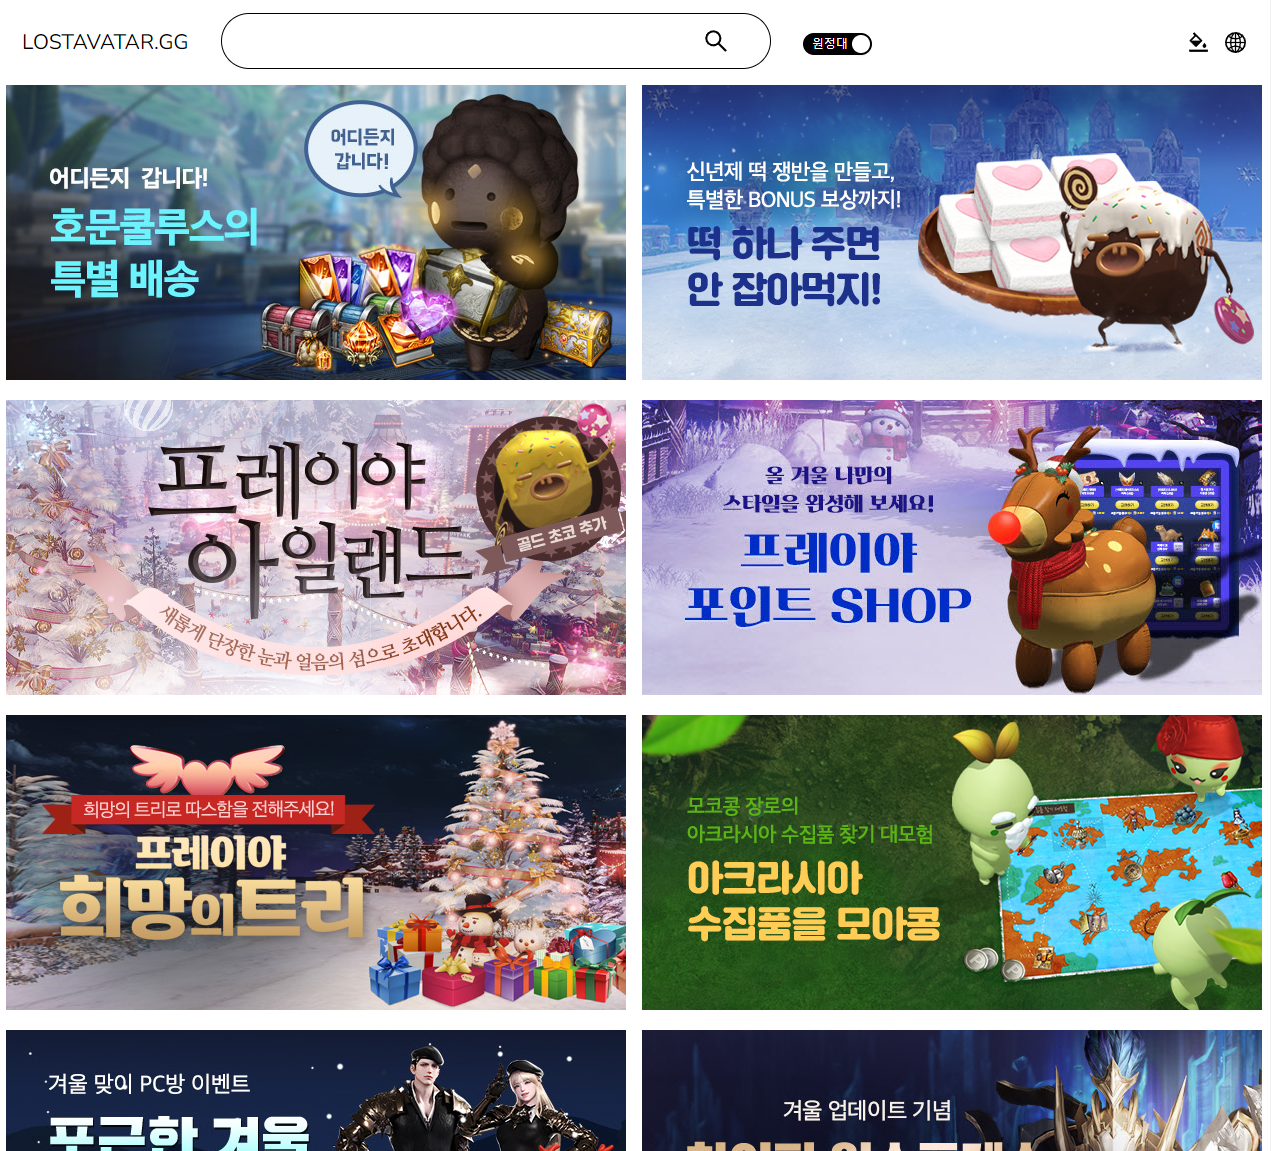 LOSTAVATAR.GG
원정대
어디든지
갑니다!
어디든지 갑니다!
호문쿨루스의
특별 배송
신년제 떡 쟁반을 만들고,
특별한 BONUS 보상까지!
떡 하나 주면
안 잡아먹지!
프레이야
아일랜드
골드 초코 추가
새롭게 단장한 눈과 얼음의 섬으로 초대합니다.
올 겨울 나만의
스타일을 완성해 보세요!
프레이야
포인트 SHOP
희망의 트리로 따스함을 전해주세요!
프레이야
희망의트리
모코콩 장로의
아크라시아 수집품 찾기 대모험
아크라시아
수집품을 모아콩
겨울 맞이 PC방 이벤트
포근한 겨울
겨울 업데이트 기념